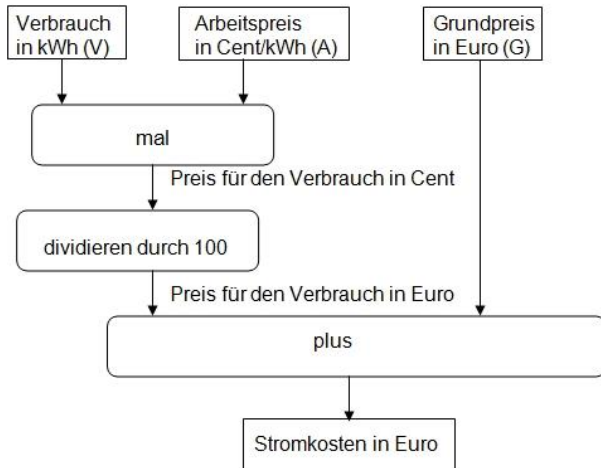 Verbrauch
in kWh (V)
Arbeitspreis
in Cent/kWh (A)
Grundpreis
in Euro (G)
mal
Preis für den Verbrauch in Cent
dividieren durch 100
Preis für den Verbrauch in Euro
plus
Stromkosten in Euro